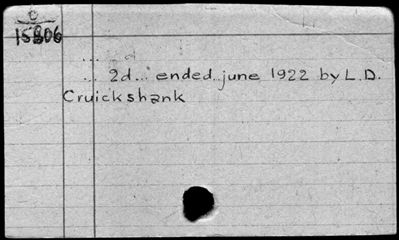 C
15806
... 2d... ended june 1922 by L.D.
Cruickshank